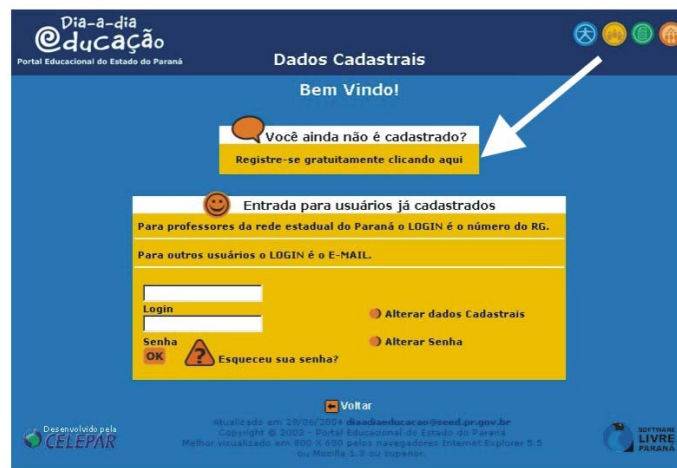 Dia-a-dia
educação
Portal Educacional do Estado do Paraná
Dados Cadastrais
Bem Vindo!
Você ainda não é cadastrado?
Registre-se gratuitamente clicando aqui
Entrada para usuários já cadastrados
Para professores da rede estadual do Paraná o LOGIN é o número do RG.
Para outros usuários o LOGIN é o E-MAIL.
Login
Alterar dados Cadastrais
Senha
Alterar Senha
OK
? Esqueceu sua senha?
Voltar
Atualizado em 29/06/2004 diaadiaeducacao@seed.pr.gov.br
Copyright © 2003 - Portal Educacional do Estado do Paraná
Melhor visualizado em 800 X 600 pelos navegadores Internet Explorer 5.5
ou Mozilla 1.3 ou superior.
Desenvolvido pela
CELEPAR
SOFTWARE
LIVRE
PARANÁ